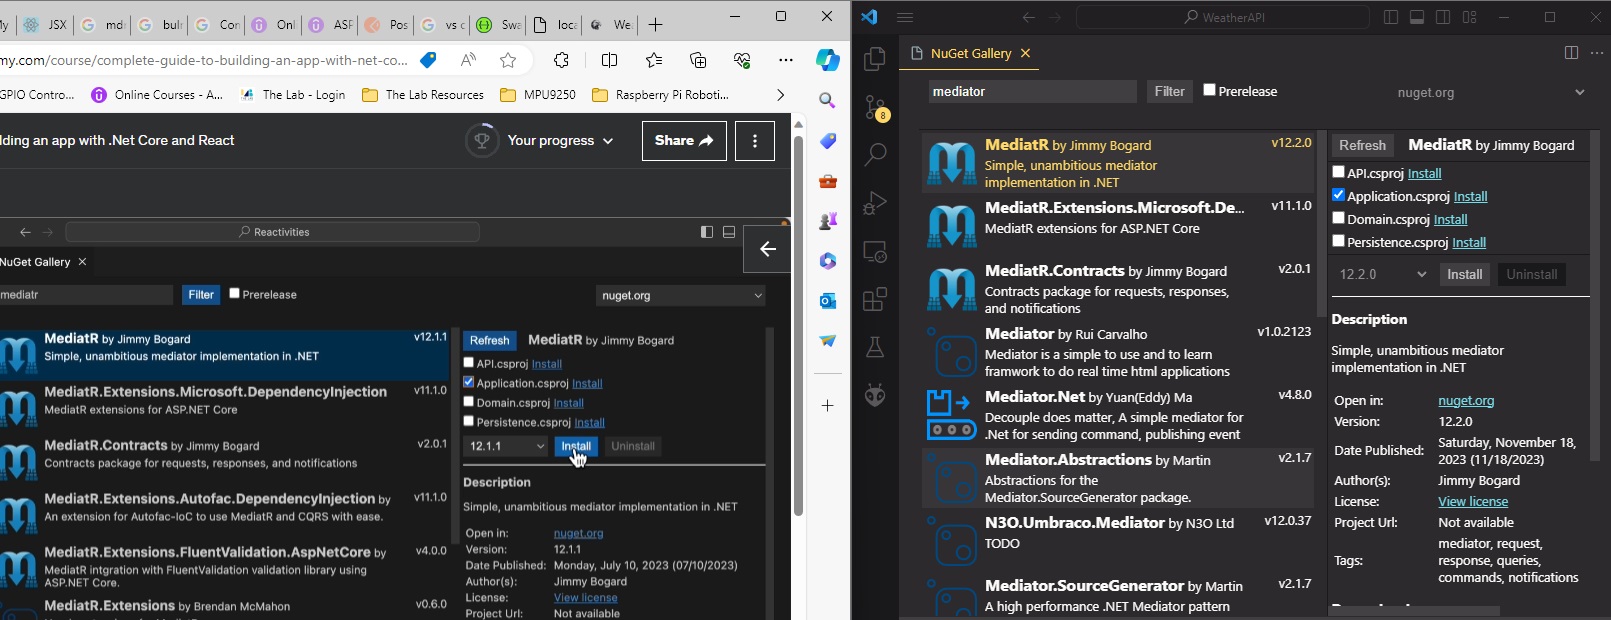 JSX
Pos
vs c
Swa
loca
We
my.com/course/complete-guide-to-building-an-app-with-net-co...
GPIO Contro...
Online Courses - A...
The Lab - Login
The Lab Resources
MPU9250
Raspberry Pi Roboti...
ding an app with .Net Core and React
Your progress
Share
Reactivities
NuGet Gallery
mediatr
Filter
Prerelease
nuget.org
MediatR by Jimmy Bogard
v12.1.1
Simple, unambitious mediator implementation in .NET
MediatR.Extensions.Microsoft.DependencyInjection
v11.1.0
MediatR extensions for ASP.NET Core
MediatR.Contracts by Jimmy Bogard
v2.0.1
Contracts package for requests, responses, and notifications
MediatR.Extensions.Autofac.DependencyInjection by
v11.1.0
An extension for Autofac-IoC to use MediatR and CQRS with ease.
MediatR.Extensions.FluentValidation.AspNetCore by
v4.0.0
MediatR intgration with FluentValidation validation library using
ASP.NET Core.
MediatR.Extensions by Brendan McMahon
v0.6.0
Refresh
MediatR by Jimmy Bogard
API.csproj Install
Application.csproj Install
Domain.csproj Install
Persistence.csproj Install
12.1.1
Install
Uninstall
Description
Simple, unambitious mediator implementation in .NET
Open in: nuget.org
Version: 12.1.1
Date Published: Monday, July 10, 2023 (07/10/2023)
Author(s): Jimmy Bogard
License: View license
Project Url: Not available
WeatherAPI
8
NuGet Gallery
mediator
Filter
Prerelease
nuget.org
MediatR by Jimmy Bogard
v12.2.0
Simple, unambitious mediator
implementation in .NET
MediatR.Extensions.Microsoft.De...
v11.1.0
MediatR extensions for ASP.NET Core
MediatR.Contracts by Jimmy Bogard
v2.0.1
Contracts package for requests, responses,
and notifications
Mediator by Rui Carvalho
v1.0.2123
Mediator is a simple to use and to learn
framwork to do real time html applications
Mediator.Net by Yuan(Eddy) Ma
v4.8.0
Decouple does matter, A simple mediator for
.Net for sending command, publishing event
Mediator.Abstractions by Martin
v2.1.7
Abstractions for the
Mediator.SourceGenerator package.
N3O.Umbraco.Mediator by N3O Ltd
v12.0.37
TODO
Mediator.SourceGenerator by Martin
v2.1.7
A high performance .NET Mediator pattern
Refresh
MediatR by Jimmy Bogard
API.csproj Install
Application.csproj Install
Domain.csproj Install
Persistence.csproj Install
12.2.0
Install
Uninstall
Description
Simple, unambitious mediator
implementation in .NET
Open in: nuget.org
Version: 12.2.0
Date Published: Saturday, November 18,
2023 (11/18/2023)
Author(s): Jimmy Bogard
License: View license
Project Url: Not available
Tags: mediator, request,
response, queries,
commands, notifications